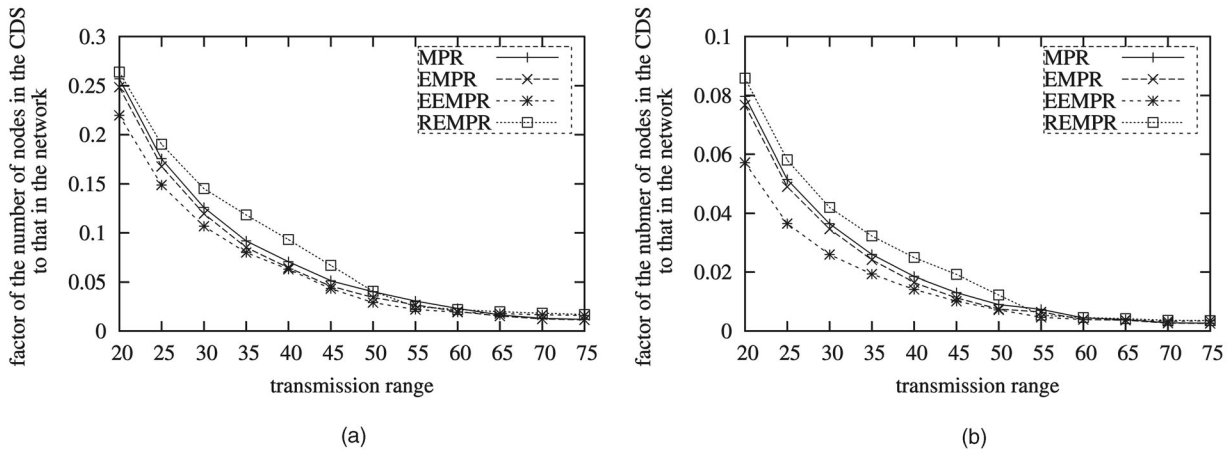 factor of the number of nodes in the CDS
to that in the network
0.3
0.25
0.2
0.15
0.1
0.05
0
MPR
EMPR
EEMPR
REMPR
20 25 30 35 40 45 50 55 60 65 70 75
transmission range
(a)
factor of the nubmer of nodes in the CDS
to that in the network
0.1
0.08
0.06
0.04
0.02
0
MPR
EMPR
EEMPR
REMPR
20 25 30 35 40 45 50 55 60 65 70 75
transmission range
(b)